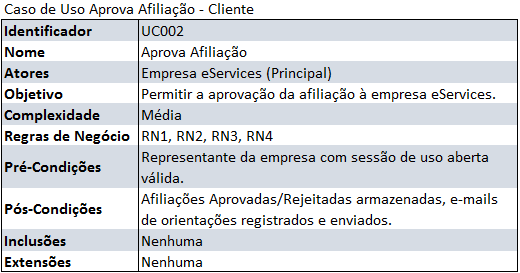 Caso de Uso Aprova Afiliação - Cliente
Identificador UC002
Nome Aprova Afiliação
Atores Empresa eServices (Principal)
Objetivo Permitir a aprovação da afiliação à empresa eServices.
Complexidade Média
Regras de Negócio RN1, RN2, RN3, RN4
Pré-Condições Representante da empresa com sessão de uso aberta
válida.
Pós-Condições Afiliações Aprovadas/Rejeitadas armazenadas, e-mails
de orientações registrados e enviados.
Inclusões Nenhuma
Extensões Nenhuma